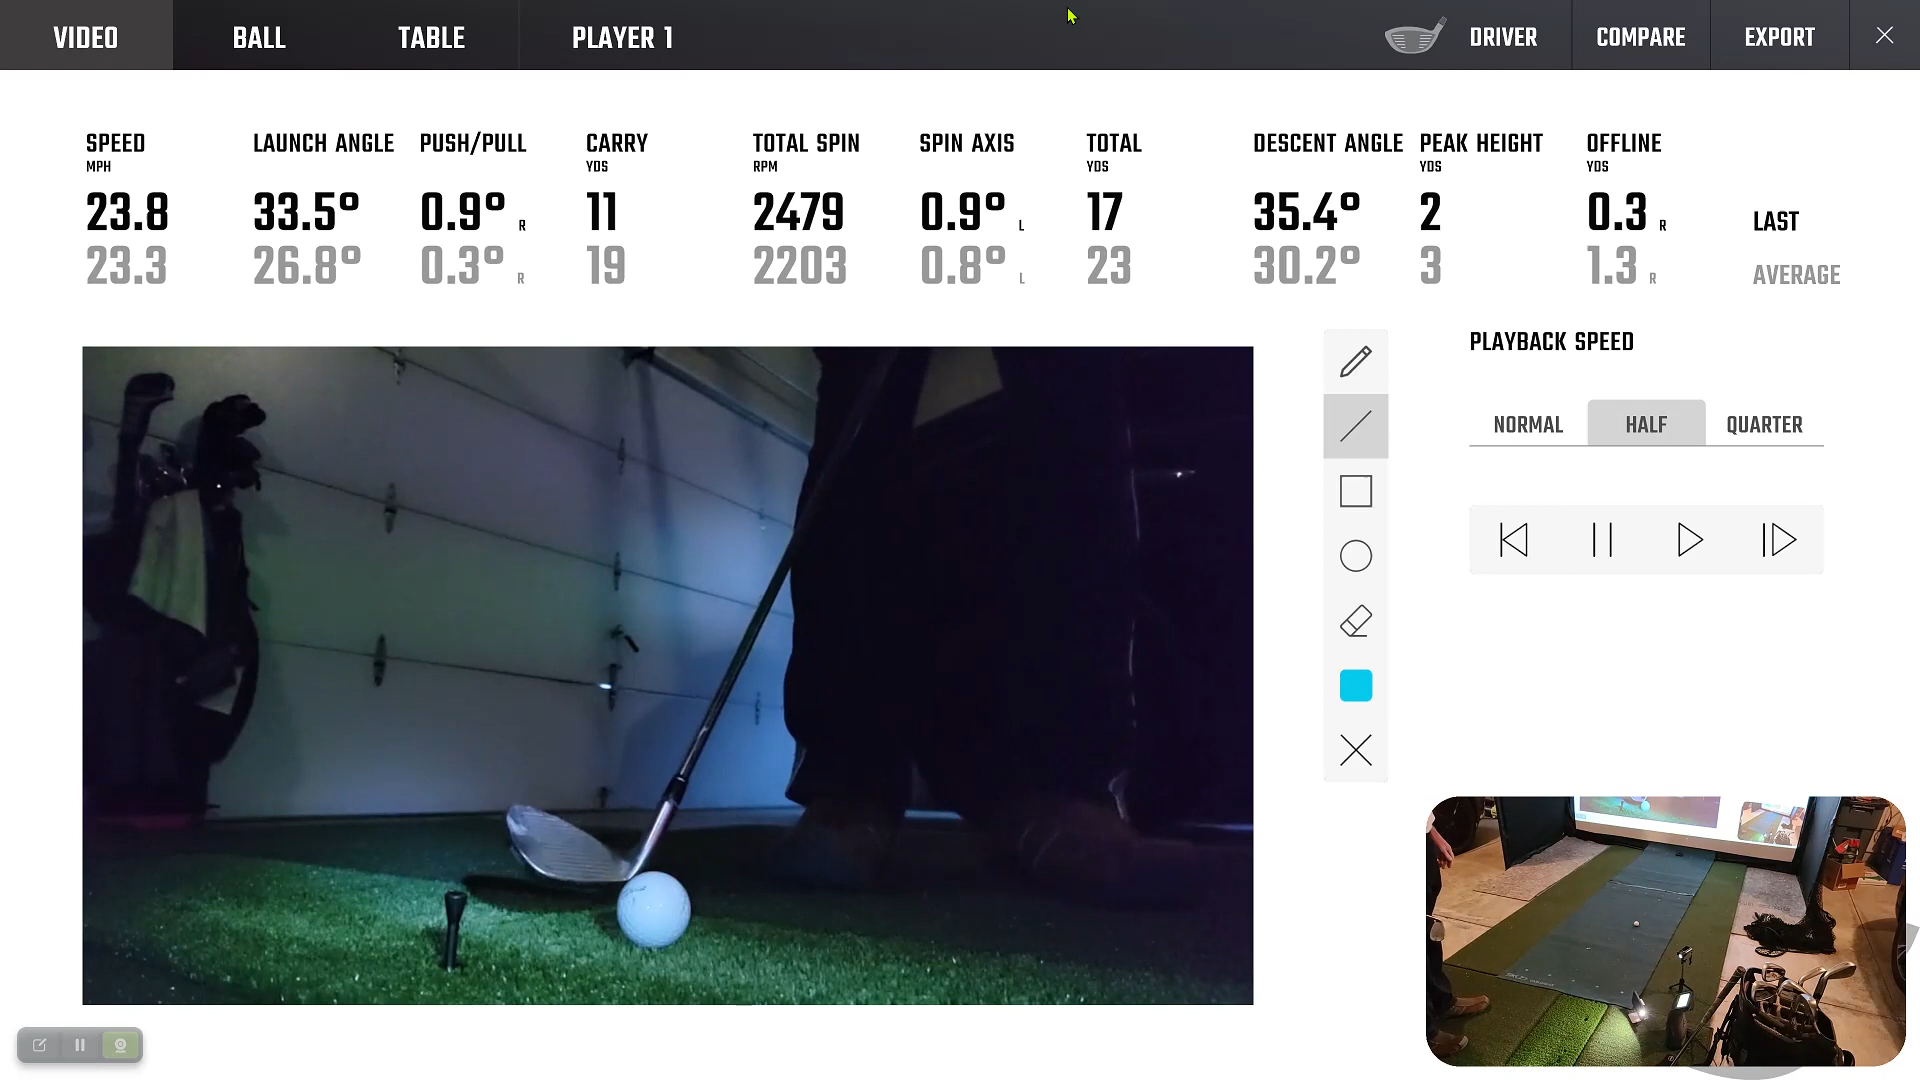 VIDEO BALL TABLE PLAYER 1 DRIVER COMPARE EXPORT
SPEED LAUNCH ANGLE PUSH/PULL CARRY TOTAL SPIN SPIN AXIS TOTAL DESCENT ANGLE PEAK HEIGHT OFFLINE
MPH YDS RPM YDS YDS YDS
23.8 33.5° 0.9° R 11 2479 0.9° L 17 35.4° 2 0.3 R LAST
23.3 26.8° 0.3° R 19 2203 0.8° L 23 30.2° 3 1.3 R AVERAGE
PLAYBACK SPEED
NORMAL HALF QUARTER